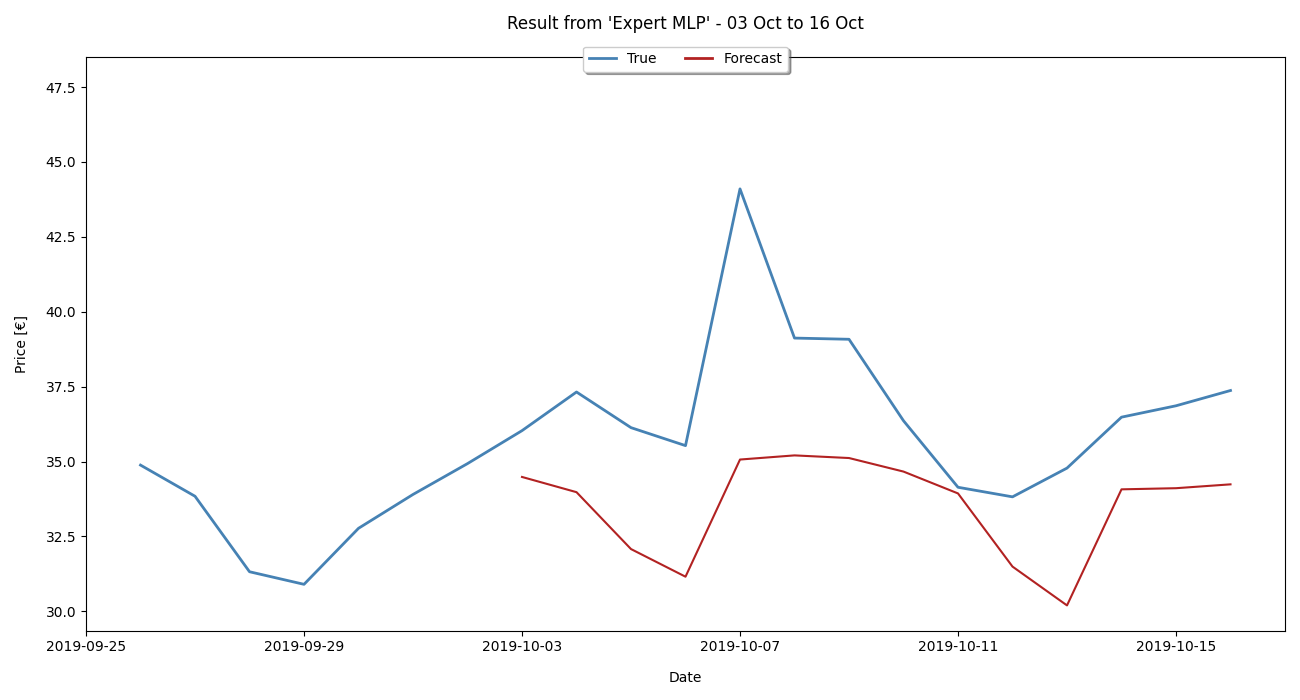 Result from 'Expert MLP' - 03 Oct to 16 Oct
True Forecast
47.5
45.0
42.5
40.0
37.5
35.0
32.5
30.0
Price [€]
2019-09-25 2019-09-29 2019-10-03 2019-10-07 2019-10-11 2019-10-15
Date